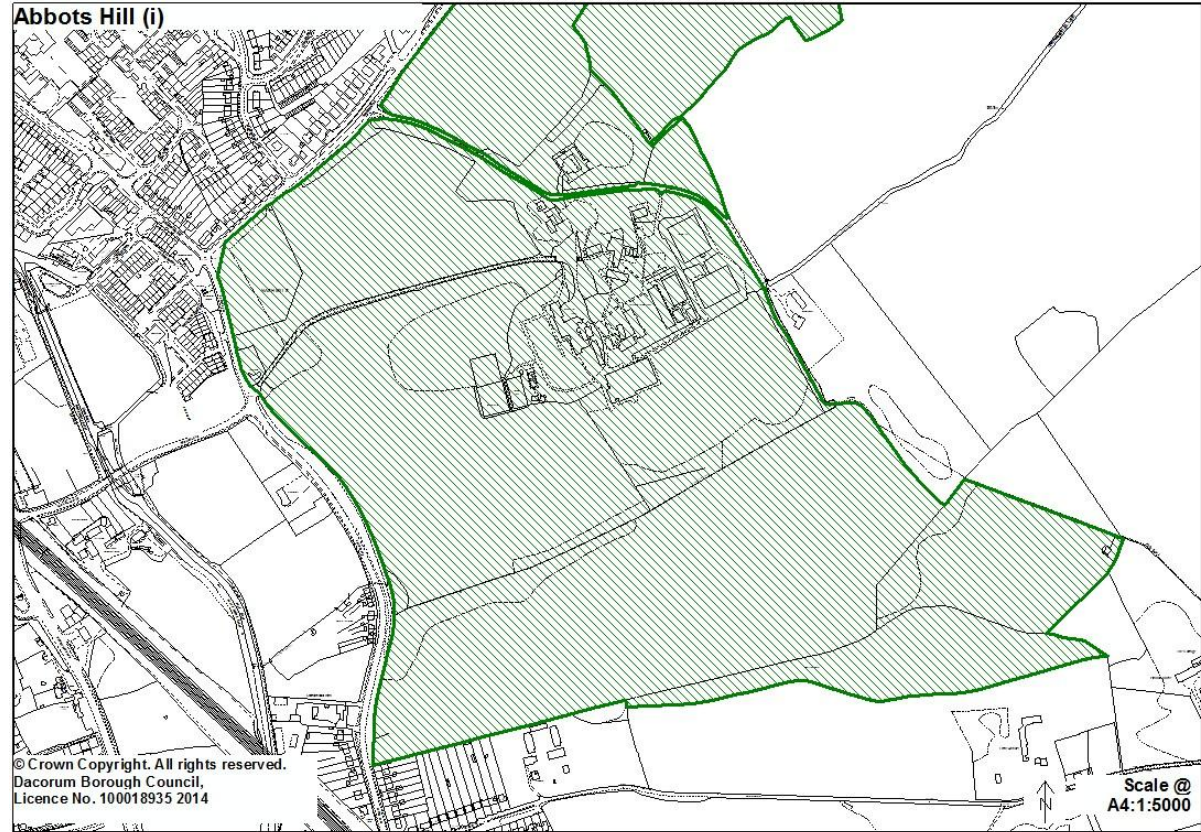 Abbots Hill (i)
© Crown Copyright. All rights reserved.
Dacorum Borough Council,
Licence No. 100018935 2014
N
Scale @
A4:1:5000